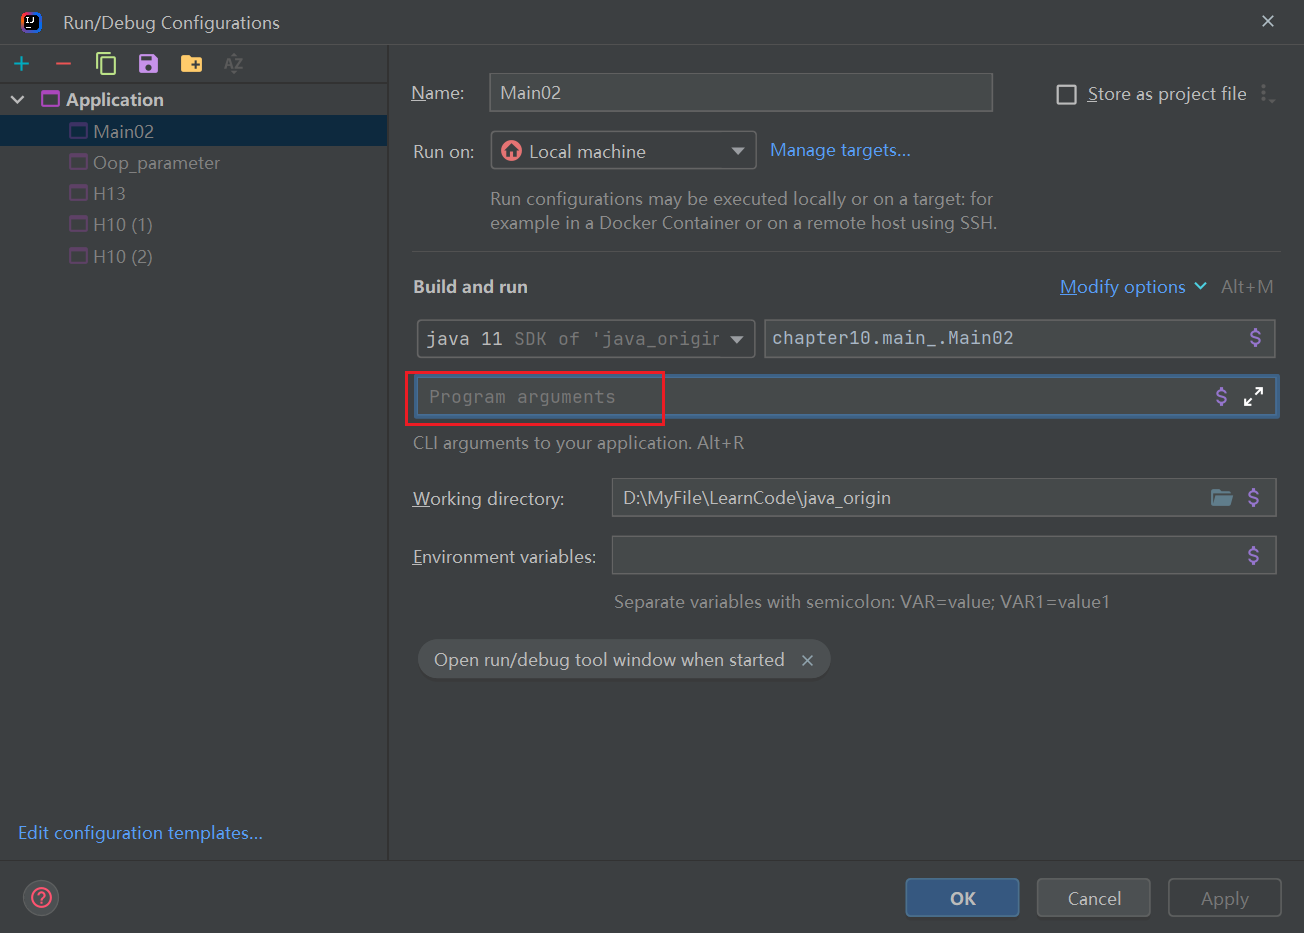 Run/Debug Configurations
Application
Main02
Oop_parameter
H13
H10 (1)
H10 (2)
Edit configuration templates...
Name:
Main02
Store as project file
Run on:
Local machine
Manage targets...
Run configurations may be executed locally or on a target: for
example in a Docker Container or on a remote host using SSH.
Build and run
Modify options
Alt+M
java 11 SDK of 'java_origin
chapter10.main_.Main02
Program arguments
CLI arguments to your application. Alt+R
Working directory:
D:\MyFile\LearnCode\java_origin
Environment variables:
Separate variables with semicolon: VAR=value; VAR1=value1
Open run/debug tool window when started
OK
Cancel
Apply